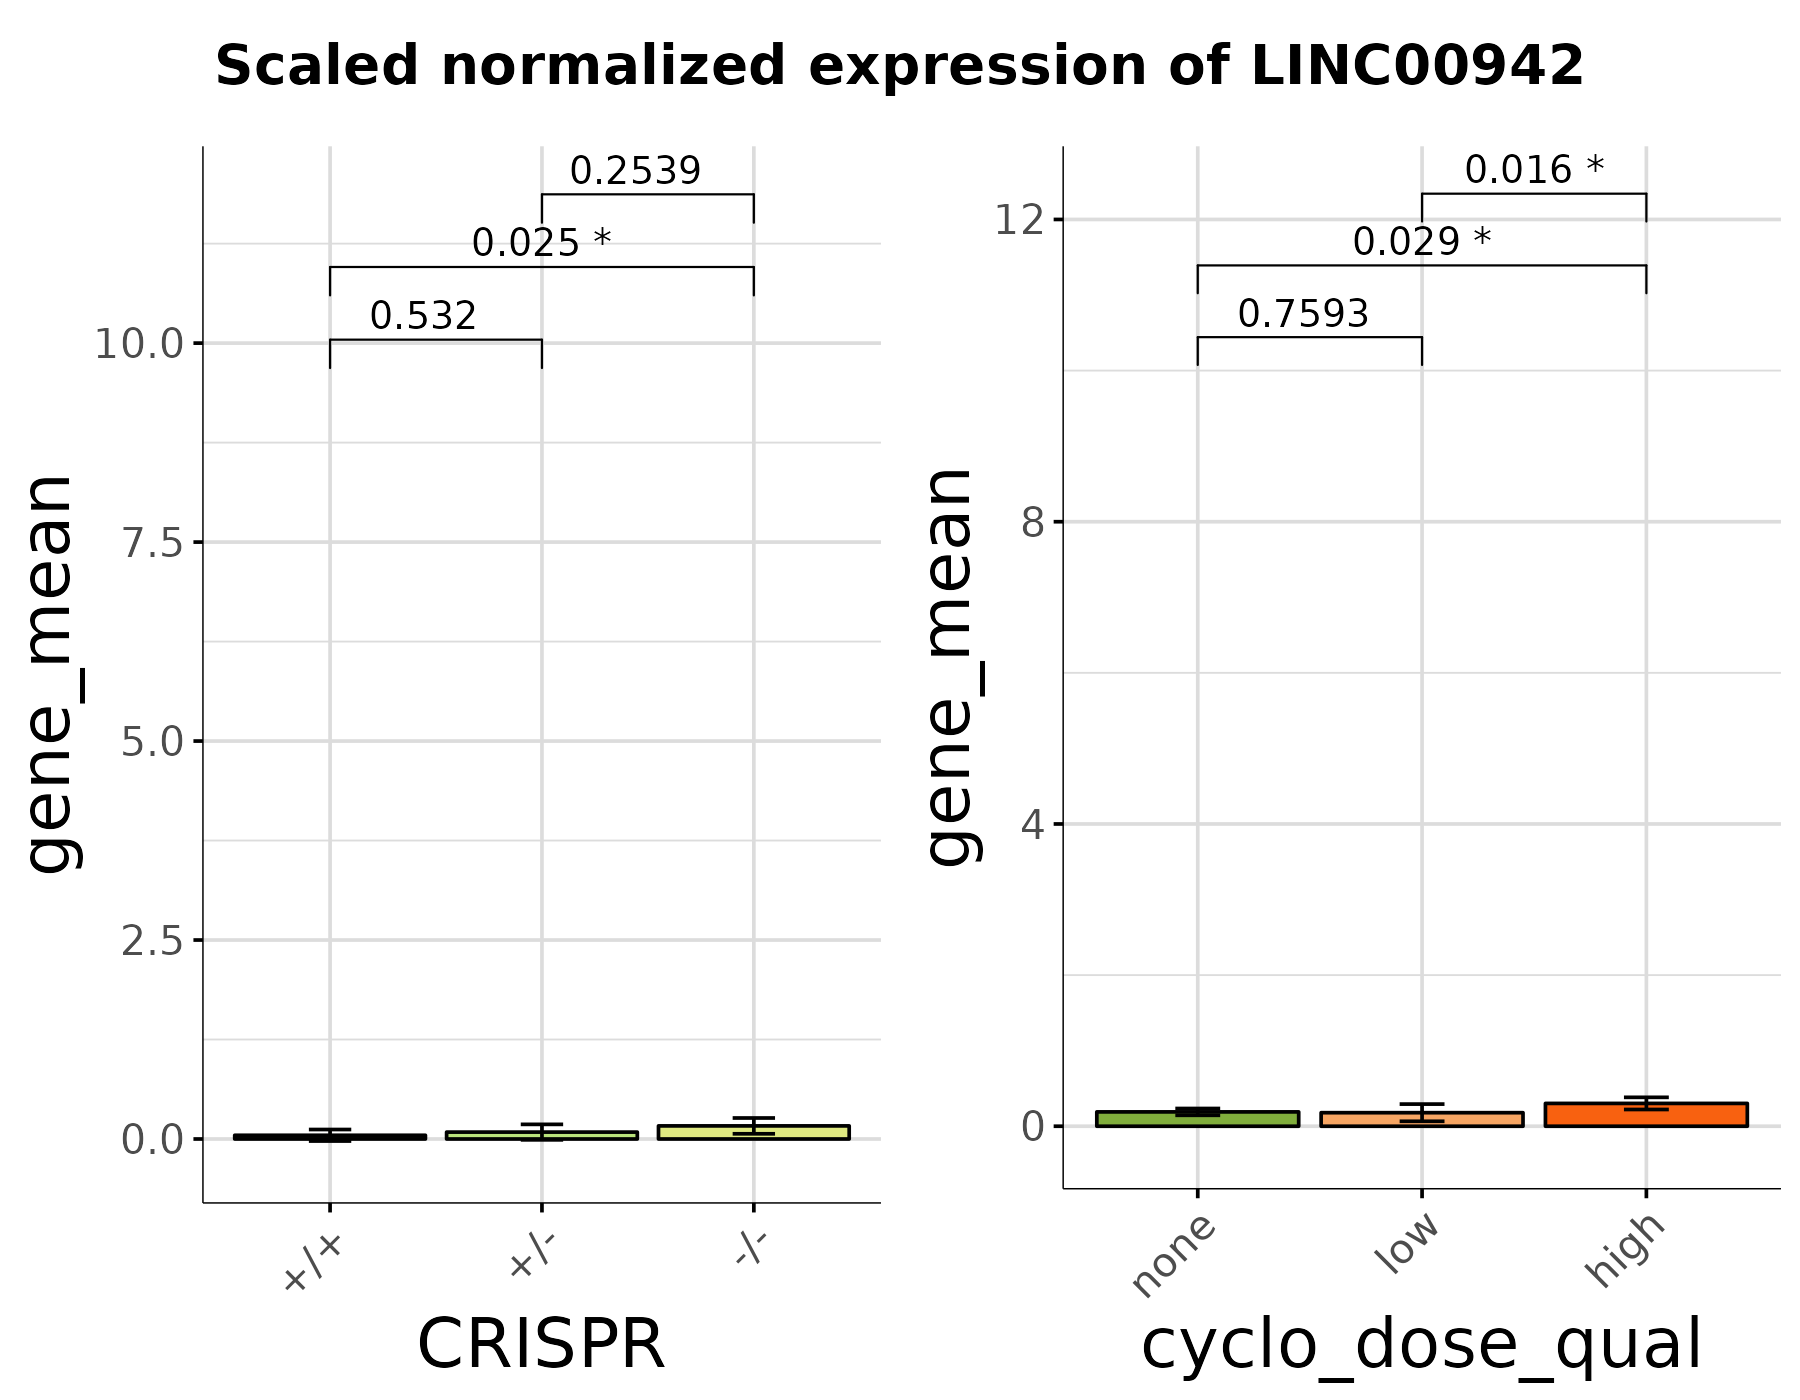 Scaled normalized expression of LINC00942
gene_mean
10.0
7.5
5.0
2.5
0.0
0.2539
0.025 *
0.532
+/+
+/-
-/-
CRISPR
gene_mean
12
8
4
0
0.016 *
0.029 *
0.7593
none
low
high
cyclo_dose_qual